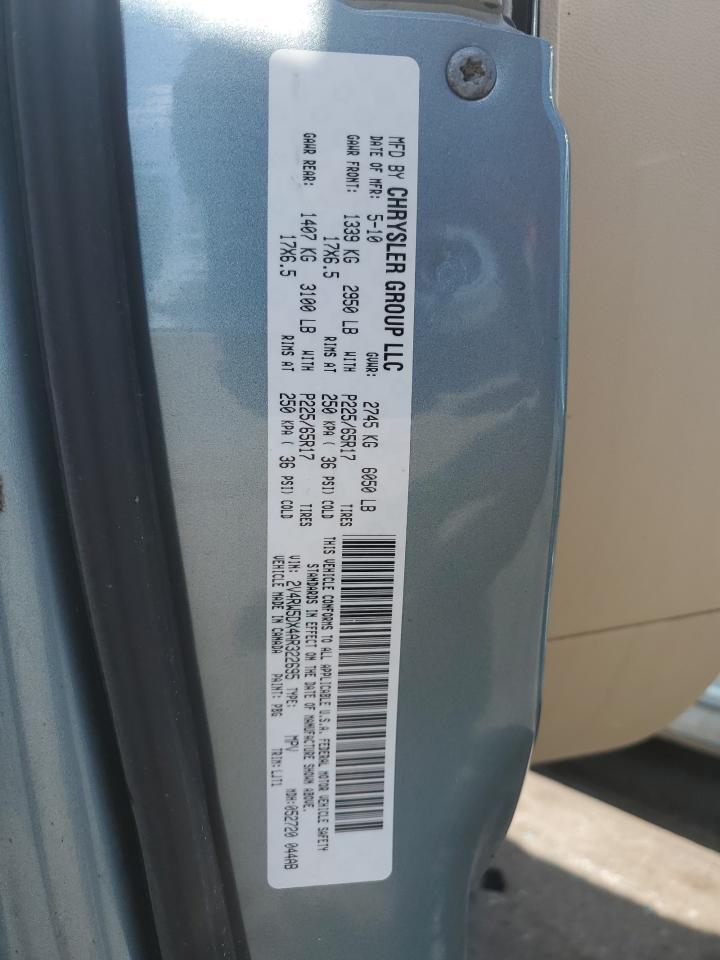 MFD BY CHRYSLER GROUP LLC
DATE OF MFR: 5-10 GVWR: 2745 KG 6050 LB
GAWR FRONT: 1339 KG 2950 LB WITH P225/65R17 TIRES
17X6.5 RIMS AT 250 KPA ( 36 PSI) COLD
GAWR REAR: 1407 KG 3100 LB WITH P225/65R17 TIRES
17X6.5 RIMS AT 250 KPA ( 36 PSI) COLD
THIS VEHICLE CONFORMS TO ALL APPLICABLE U.S.A. FEDERAL MOTOR VEHICLE SAFETY
STANDARDS IN EFFECT ON THE DATE OF MANUFACTURE SHOWN ABOVE.
VIN: 2V4RW5DX4AR322695 TYPE: MPV MDH:052720 044AB
VEHICLE MADE IN CANADA PAINT: PBG TRIM:LJT1